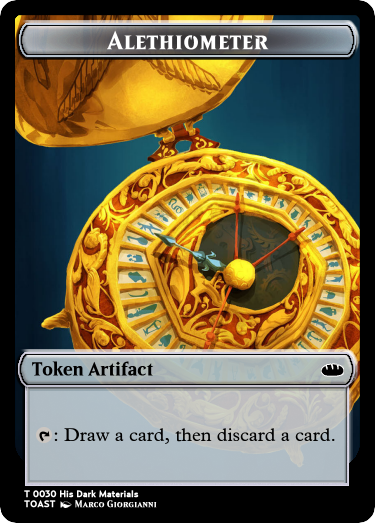 Alethiometer
Token Artifact
: Draw a card, then discard a card.
T 0030 His Dark Materials
TOAST Marco Giorgianni